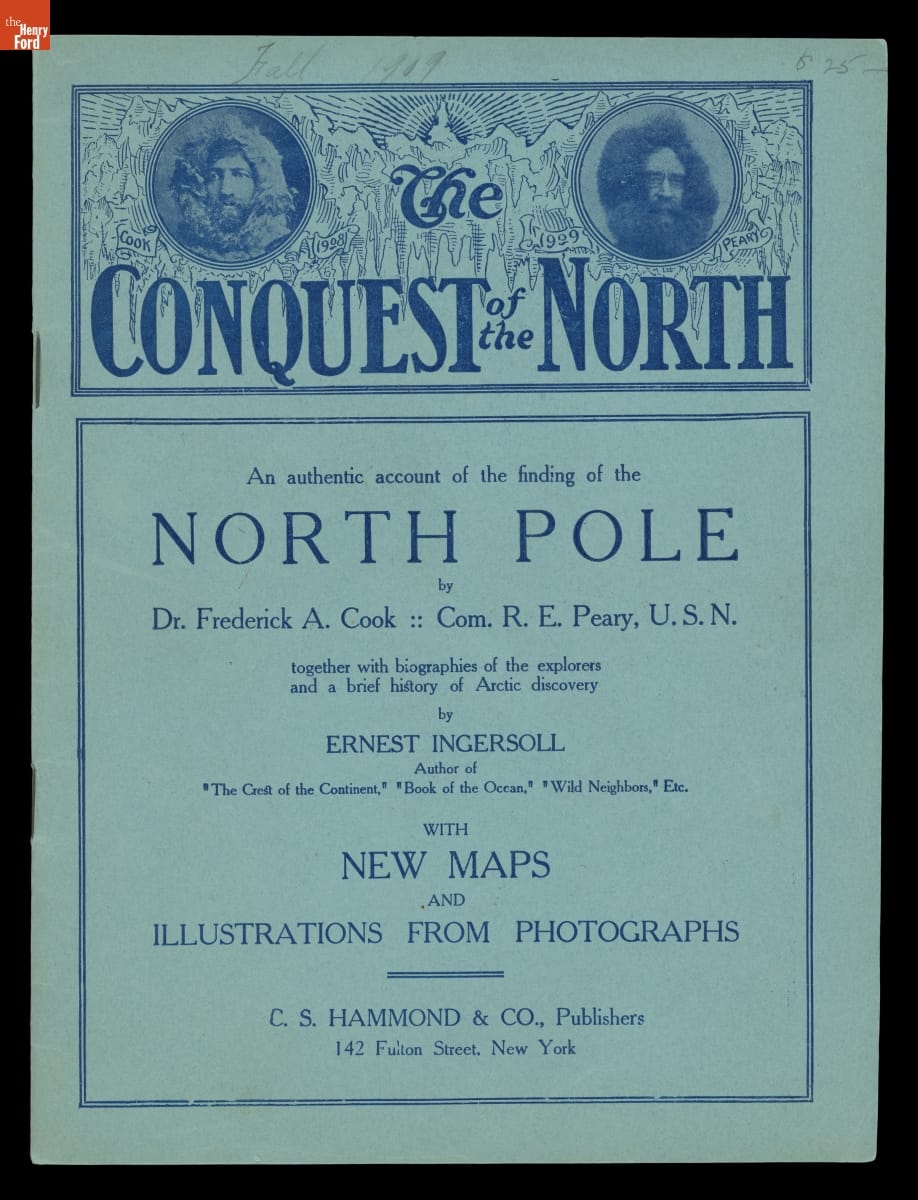 the
Henry
Ford
Fall 1909
25
The
COOK
1908
1909
PEARY
CONQUEST of the NORTH
An authentic account of the finding of the
NORTH POLE
by
Dr. Frederick A. Cook :: Com. R. E. Peary, U. S. N.
together with biographies of the explorers
and a brief history of Arctic discovery
by
ERNEST INGERSOLL
Author of
"The Crest of the Continent," "Book of the Ocean," "Wild Neighbors," Etc.
WITH
NEW MAPS
AND
ILLUSTRATIONS FROM PHOTOGRAPHS
C. S. HAMMOND & CO., Publishers
142 Fulton Street, New York